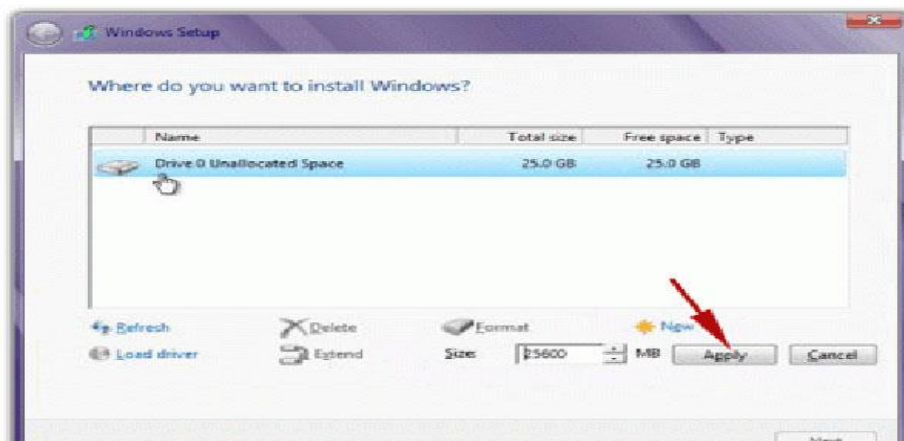 Windows Setup
Where do you want to install Windows?
Name Total size Free space Type
Drive 0 Unallocated Space 25.0 GB 25.0 GB
Refresh Delete Format New
Load driver Extend Size: 25600 MB Apply Cancel
Next